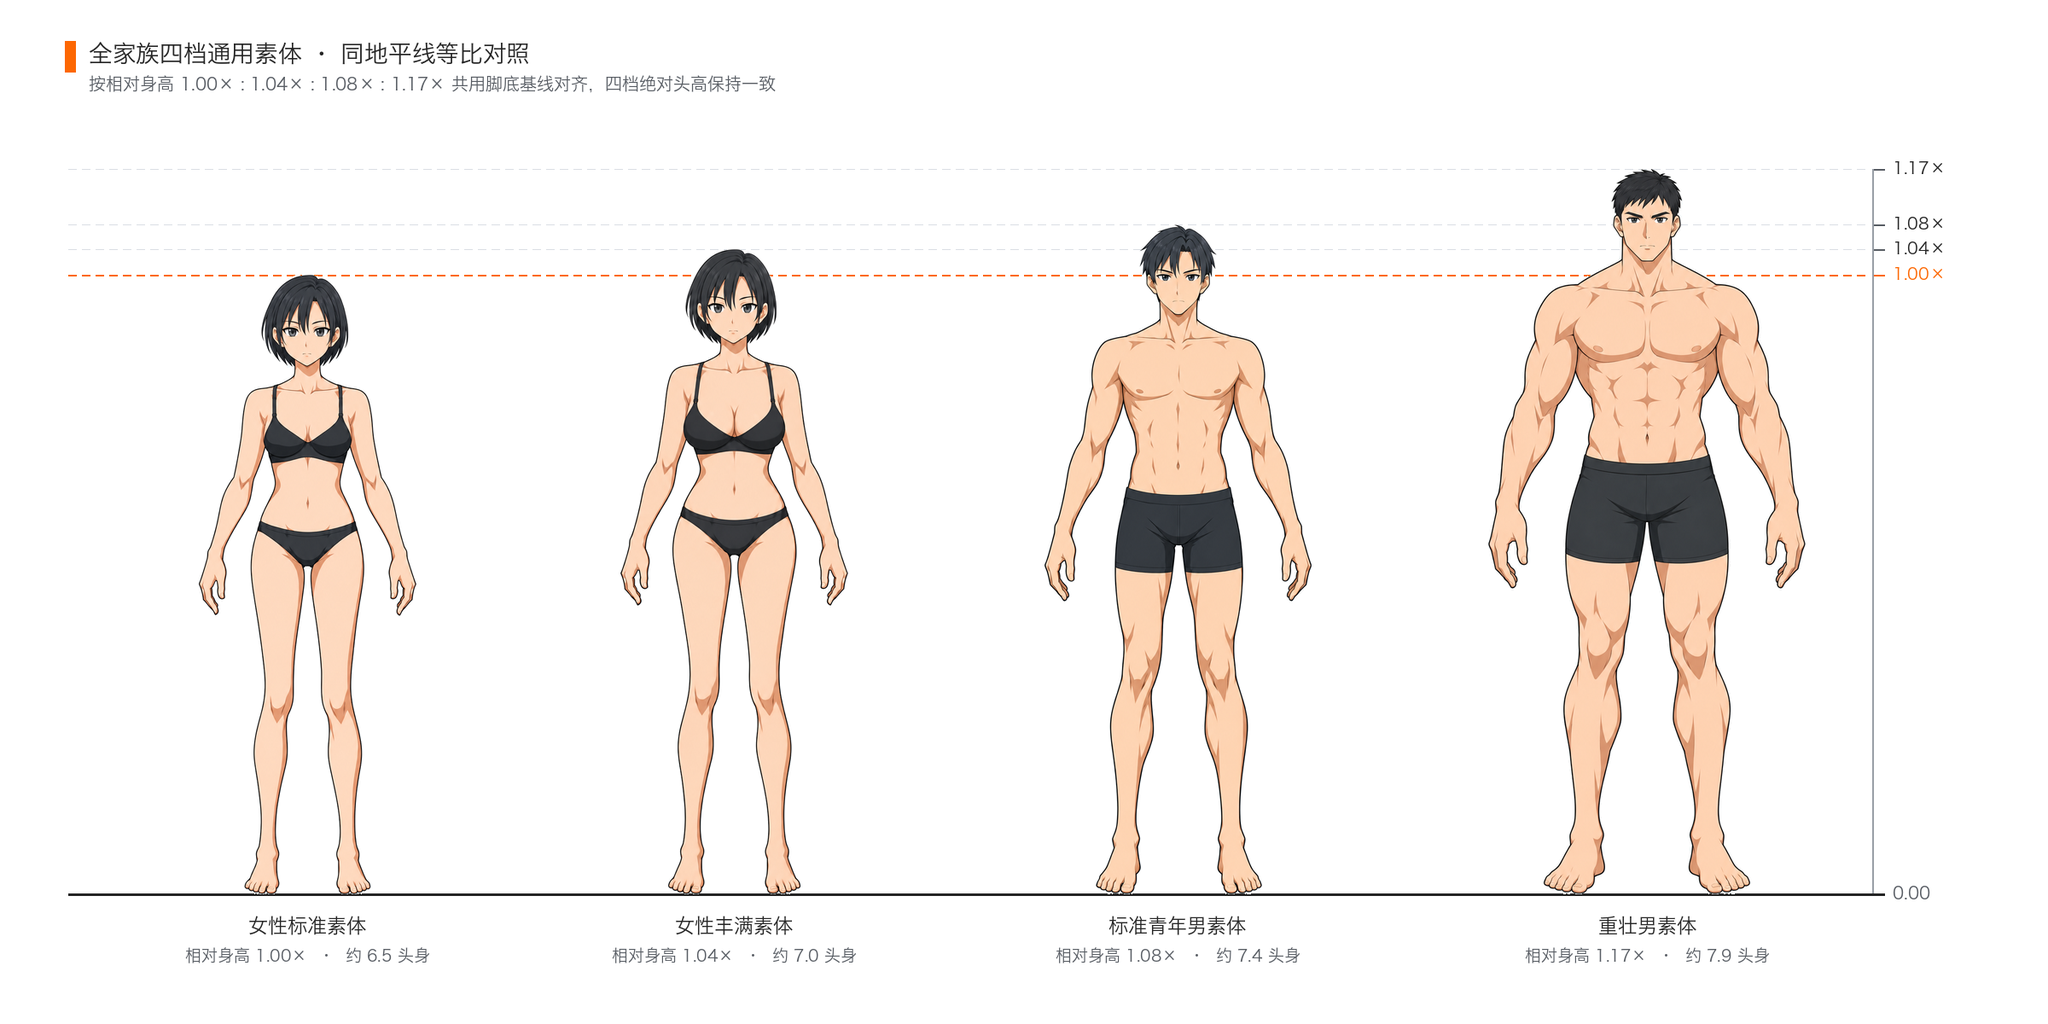 全家族四档通用素体 · 同地平线等比对照
按相对身高 1.00× : 1.04× : 1.08× : 1.17× 共用脚底基线对齐，四档绝对头高保持一致
1.17×
1.08×
1.04×
1.00×
0.00
女性标准素体
相对身高 1.00× · 约 6.5 头身
女性丰满素体
相对身高 1.04× · 约 7.0 头身
标准青年男素体
相对身高 1.08× · 约 7.4 头身
重壮男素体
相对身高 1.17× · 约 7.9 头身